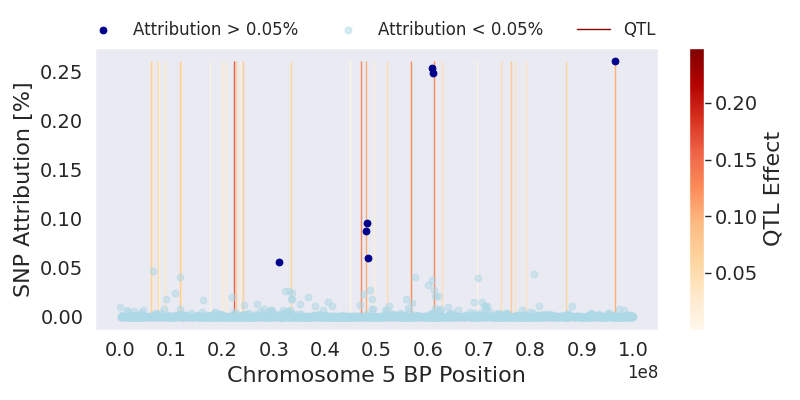 Attribution > 0.05% Attribution < 0.05% QTL
SNP Attribution [%]
0.25
0.20
0.15
0.10
0.05
0.00
0.0 0.1 0.2 0.3 0.4 0.5 0.6 0.7 0.8 0.9 1.0
1e8
Chromosome 5 BP Position
0.20
0.15
0.10
0.05
QTL Effect